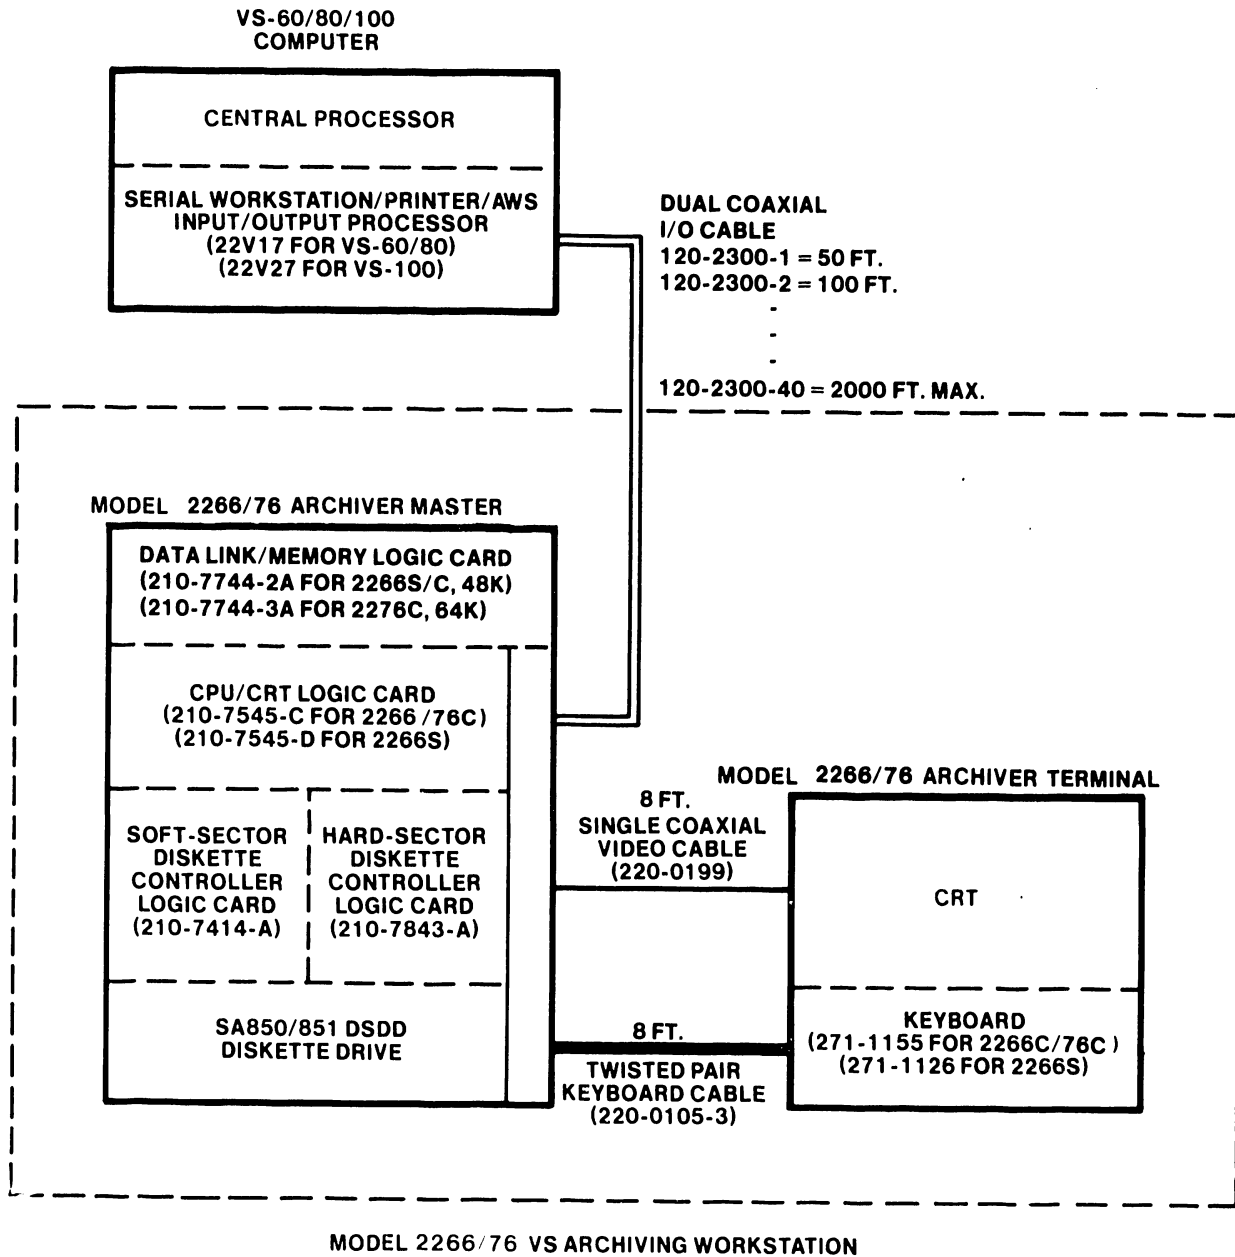 VS-60/80/100
COMPUTER
CENTRAL PROCESSOR
SERIAL WORKSTATION/PRINTER/AWS
INPUT/OUTPUT PROCESSOR
(22V17 FOR VS-60/80)
(22V27 FOR VS-100)
DUAL COAXIAL
I/O CABLE
120-2300-1 = 50 FT.
120-2300-2 = 100 FT.
-
-
-
120-2300-40 = 2000 FT. MAX.
MODEL 2266/76 ARCHIVER MASTER
DATA LINK/MEMORY LOGIC CARD
(210-7744-2A FOR 2266S/C, 48K)
(210-7744-3A FOR 2276C, 64K)
CPU/CRT LOGIC CARD
(210-7545-C FOR 2266 /76C)
(210-7545-D FOR 2266S)
SOFT-SECTOR
DISKETTE
CONTROLLER
LOGIC CARD
(210-7414-A)
HARD-SECTOR
DISKETTE
CONTROLLER
LOGIC CARD
(210-7843-A)
SA850/851 DSDD
DISKETTE DRIVE
8 FT.
SINGLE COAXIAL
VIDEO CABLE
(220-0199)
8 FT.
TWISTED PAIR
KEYBOARD CABLE
(220-0105-3)
MODEL 2266/76 ARCHIVER TERMINAL
CRT
KEYBOARD
(271-1155 FOR 2266C/76C )
(271-1126 FOR 2266S)
MODEL 2266/76 VS ARCHIVING WORKSTATION